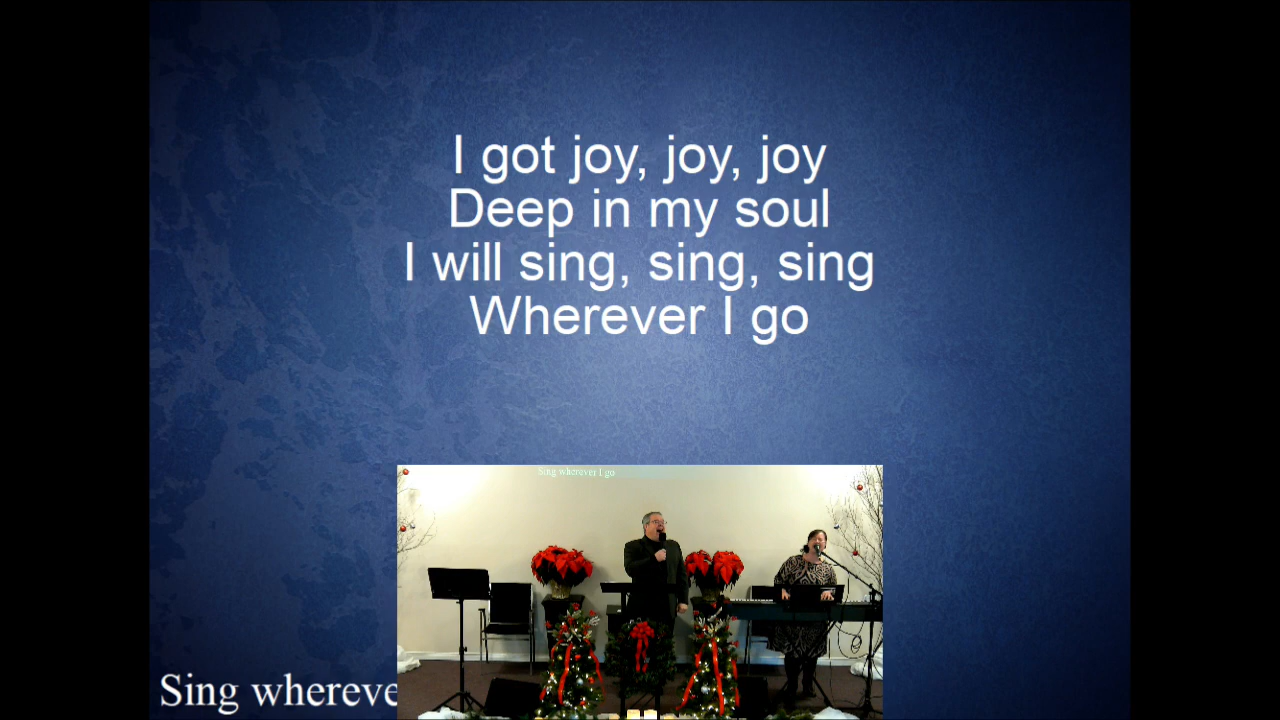 I got joy, joy, joy
Deep in my soul
I will sing, sing, sing
Wherever I go
Sing wherever I go
Sing whereve